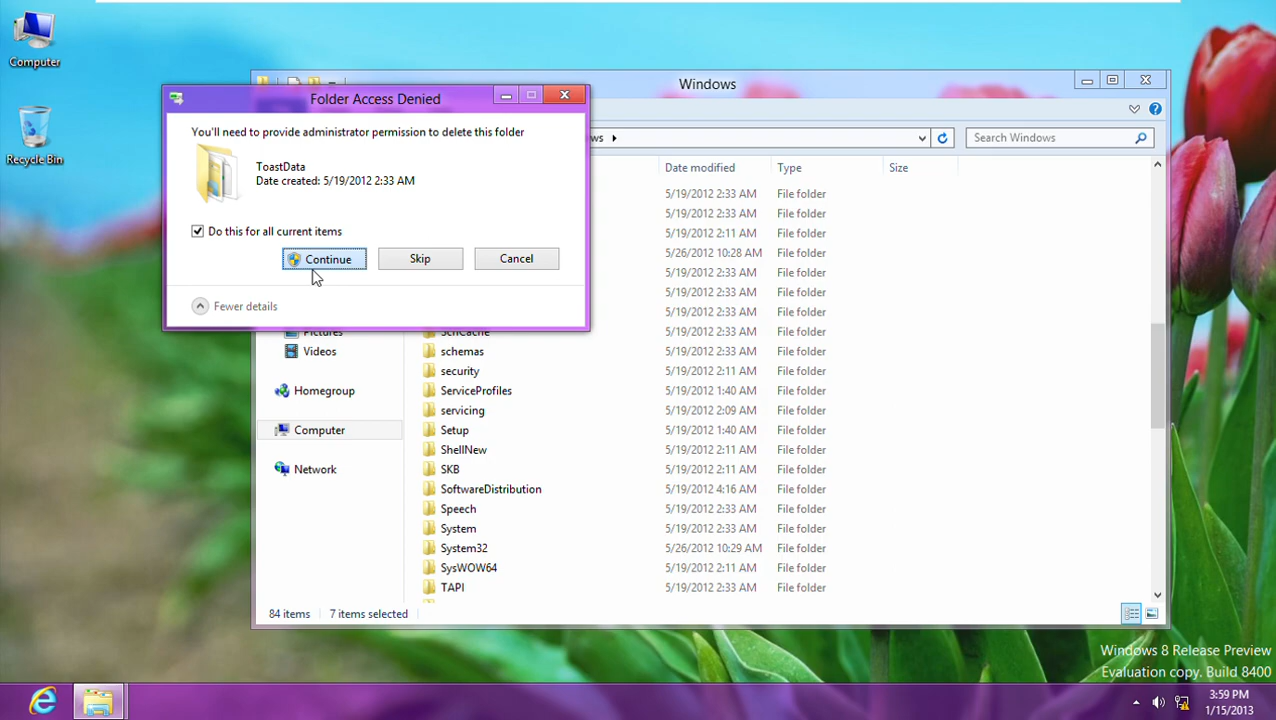 Computer
Recycle Bin
Windows
Folder Access Denied
You'll need to provide administrator permission to delete this folder
ToastData
Date created: 5/19/2012 2:33 AM
Do this for all current items
Continue
Skip
Cancel
Fewer details
ws
Search Windows
Date modified
Type
Size
5/19/2012 2:33 AM File folder
5/19/2012 2:33 AM File folder
5/19/2012 2:11 AM File folder
5/26/2012 10:28 AM File folder
5/19/2012 2:33 AM File folder
5/19/2012 2:33 AM File folder
5/19/2012 2:33 AM File folder
Pictures
SchCache 5/19/2012 2:33 AM File folder
Videos
schemas 5/19/2012 2:33 AM File folder
security 5/19/2012 2:11 AM File folder
Homegroup
ServiceProfiles 5/19/2012 1:40 AM File folder
servicing 5/19/2012 2:09 AM File folder
Computer
Setup 5/19/2012 1:40 AM File folder
ShellNew 5/19/2012 2:11 AM File folder
Network
SKB 5/19/2012 2:11 AM File folder
SoftwareDistribution 5/19/2012 4:16 AM File folder
Speech 5/19/2012 2:33 AM File folder
System 5/19/2012 2:33 AM File folder
System32 5/26/2012 10:29 AM File folder
SysWOW64 5/19/2012 2:11 AM File folder
TAPI 5/19/2012 2:33 AM File folder
84 items
7 items selected
Windows 8 Release Preview
Evaluation copy. Build 8400
3:59 PM
1/15/2013